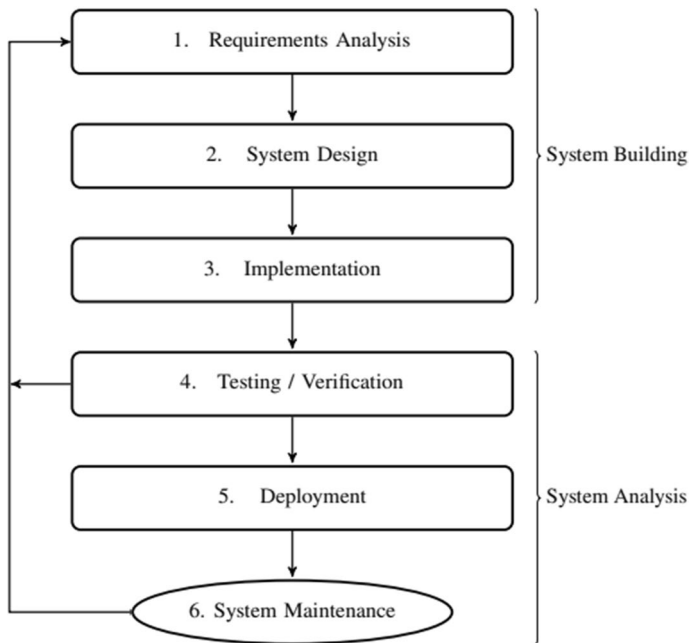 1. Requirements Analysis
2. System Design
System Building
3. Implementation
4. Testing / Verification
5. Deployment
System Analysis
6. System Maintenance